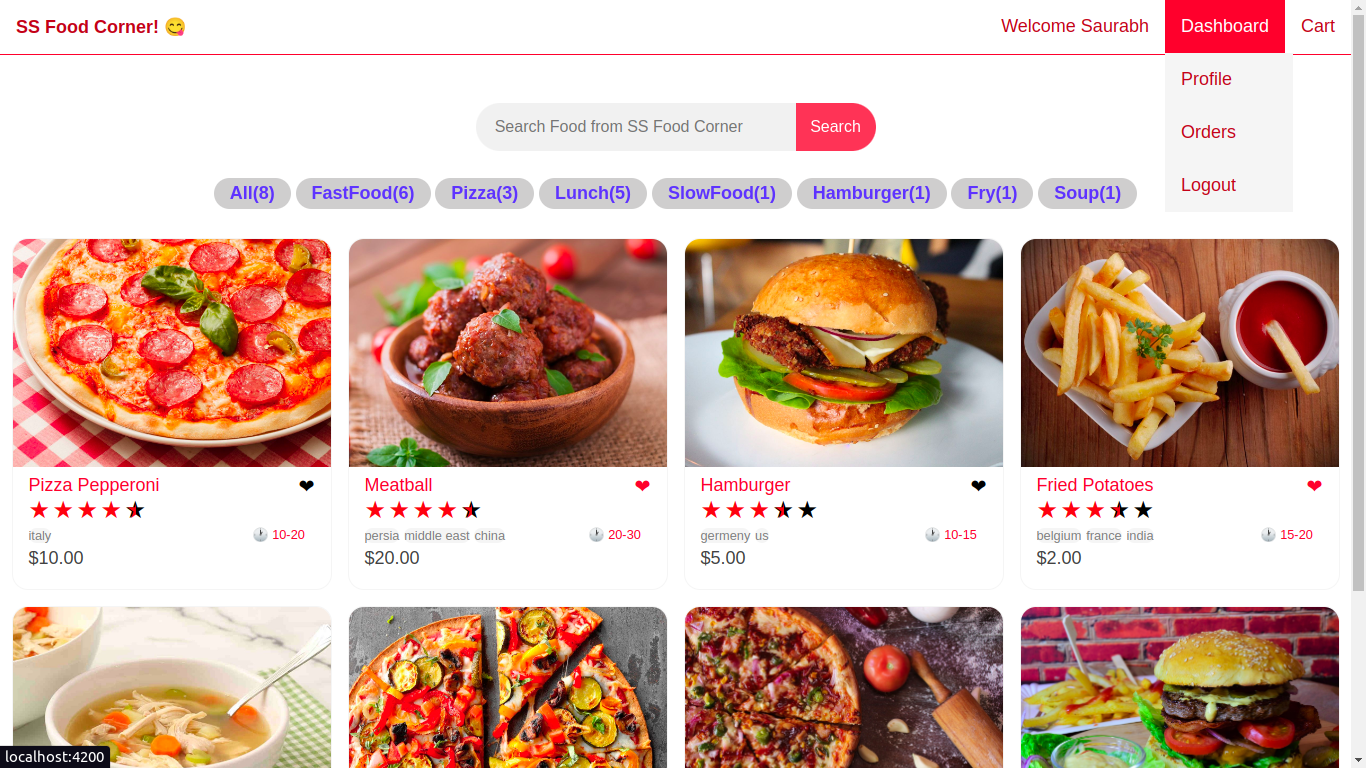 SS Food Corner! 😋
Welcome Saurabh
Dashboard
Cart
Profile
Orders
Logout
Search Food from SS Food Corner
Search
All(8) FastFood(6) Pizza(3) Lunch(5) SlowFood(1) Hamburger(1) Fry(1) Soup(1)
Pizza Pepperoni
italy
10-20
$10.00
Meatball
persia middle east china
20-30
$20.00
Hamburger
germeny us
10-15
$5.00
Fried Potatoes
belgium france india
15-20
$2.00
localhost:4200